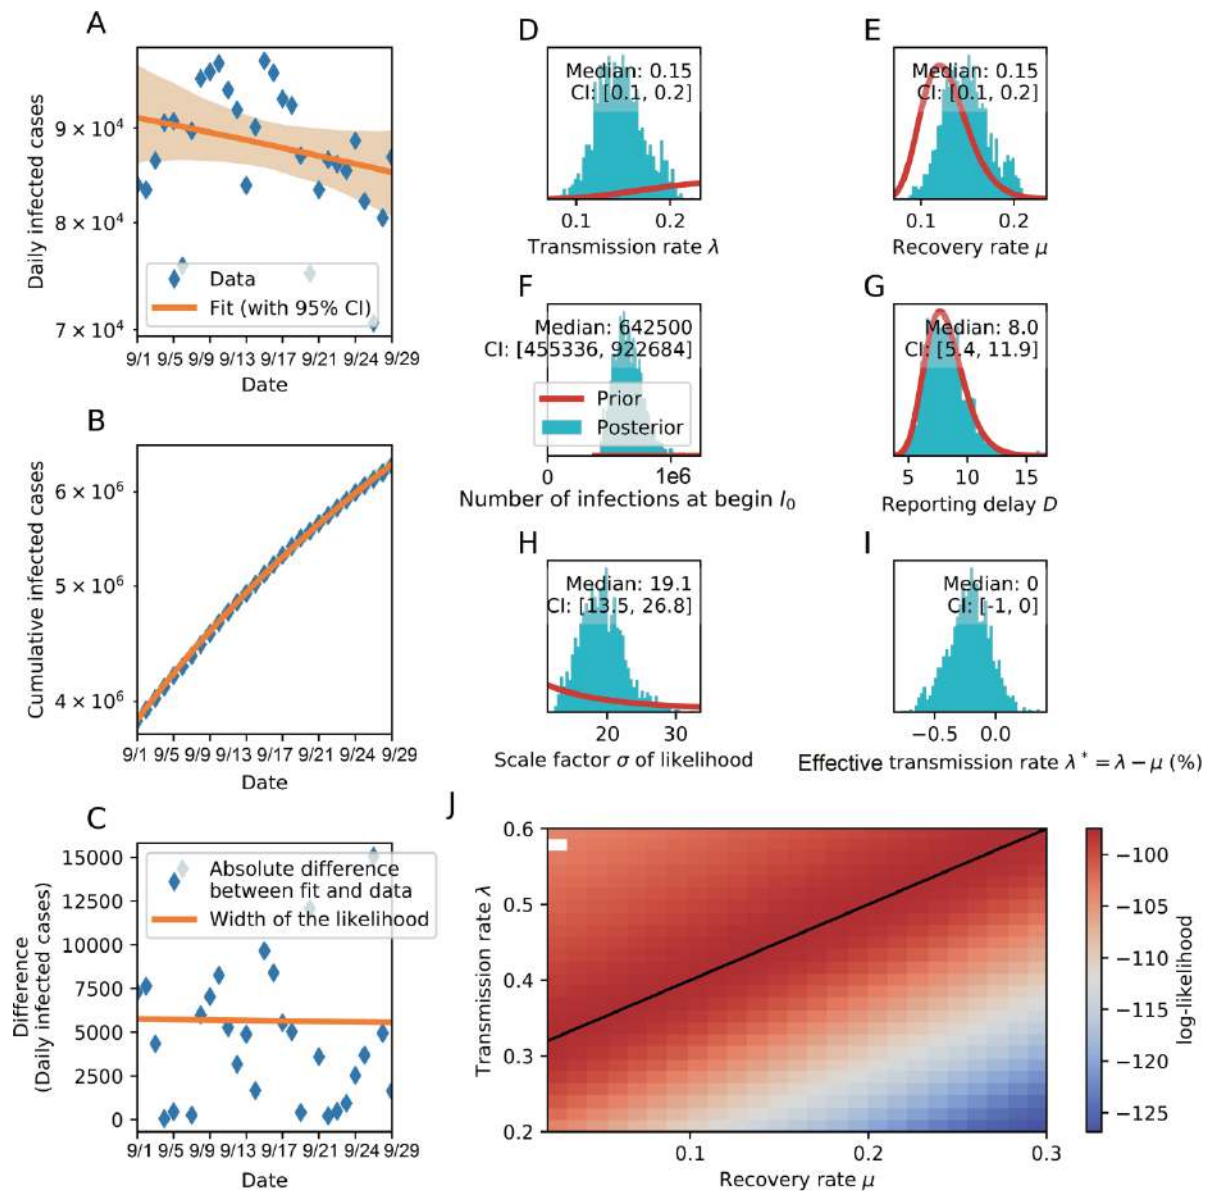 A
Daily infected cases
9 × 10⁴
8 × 10⁴
7 × 10⁴
Data
Fit (with 95% CI)
9/1 9/5 9/9 9/13 9/17 9/21 9/26 9/29
Date
B
Cumulative infected cases
6 × 10⁶
5 × 10⁶
4 × 10⁶
9/1 9/5 9/9 9/13 9/17 9/21 9/25 9/29
Date
C
Difference
(Daily infected cases)
15000
12500
10000
7500
5000
2500
0
Absolute difference
between fit and data
Width of the likelihood
9/1 9/5 9/9 9/13 9/17 9/21 9/25 9/29
Date
D
Median: 0.15
CI: [0.1, 0.2]
0.1 0.2
Transmission rate λ
E
Median: 0.15
CI: [0.1, 0.2]
0.1 0.2
Recovery rate μ
F
Median: 642500
CI: [455336, 922684]
Prior
Posterior
0 1e6
Number of infections at begin I₀
G
Median: 8.0
CI: [5.4, 11.9]
5 10 15
Reporting delay D
H
Median: 19.1
CI: [13.5, 26.8]
20 30
Scale factor σ of likelihood
I
Median: 0
CI: [-1, 0]
−0.5 0.0
Effective transmission rate λ* = λ − μ (%)
J
Transmission rate λ
0.6
0.5
0.4
0.3
0.2
0.1 0.2 0.3
Recovery rate μ
−100
−105
−110
−115
−120
−125
log-likelihood